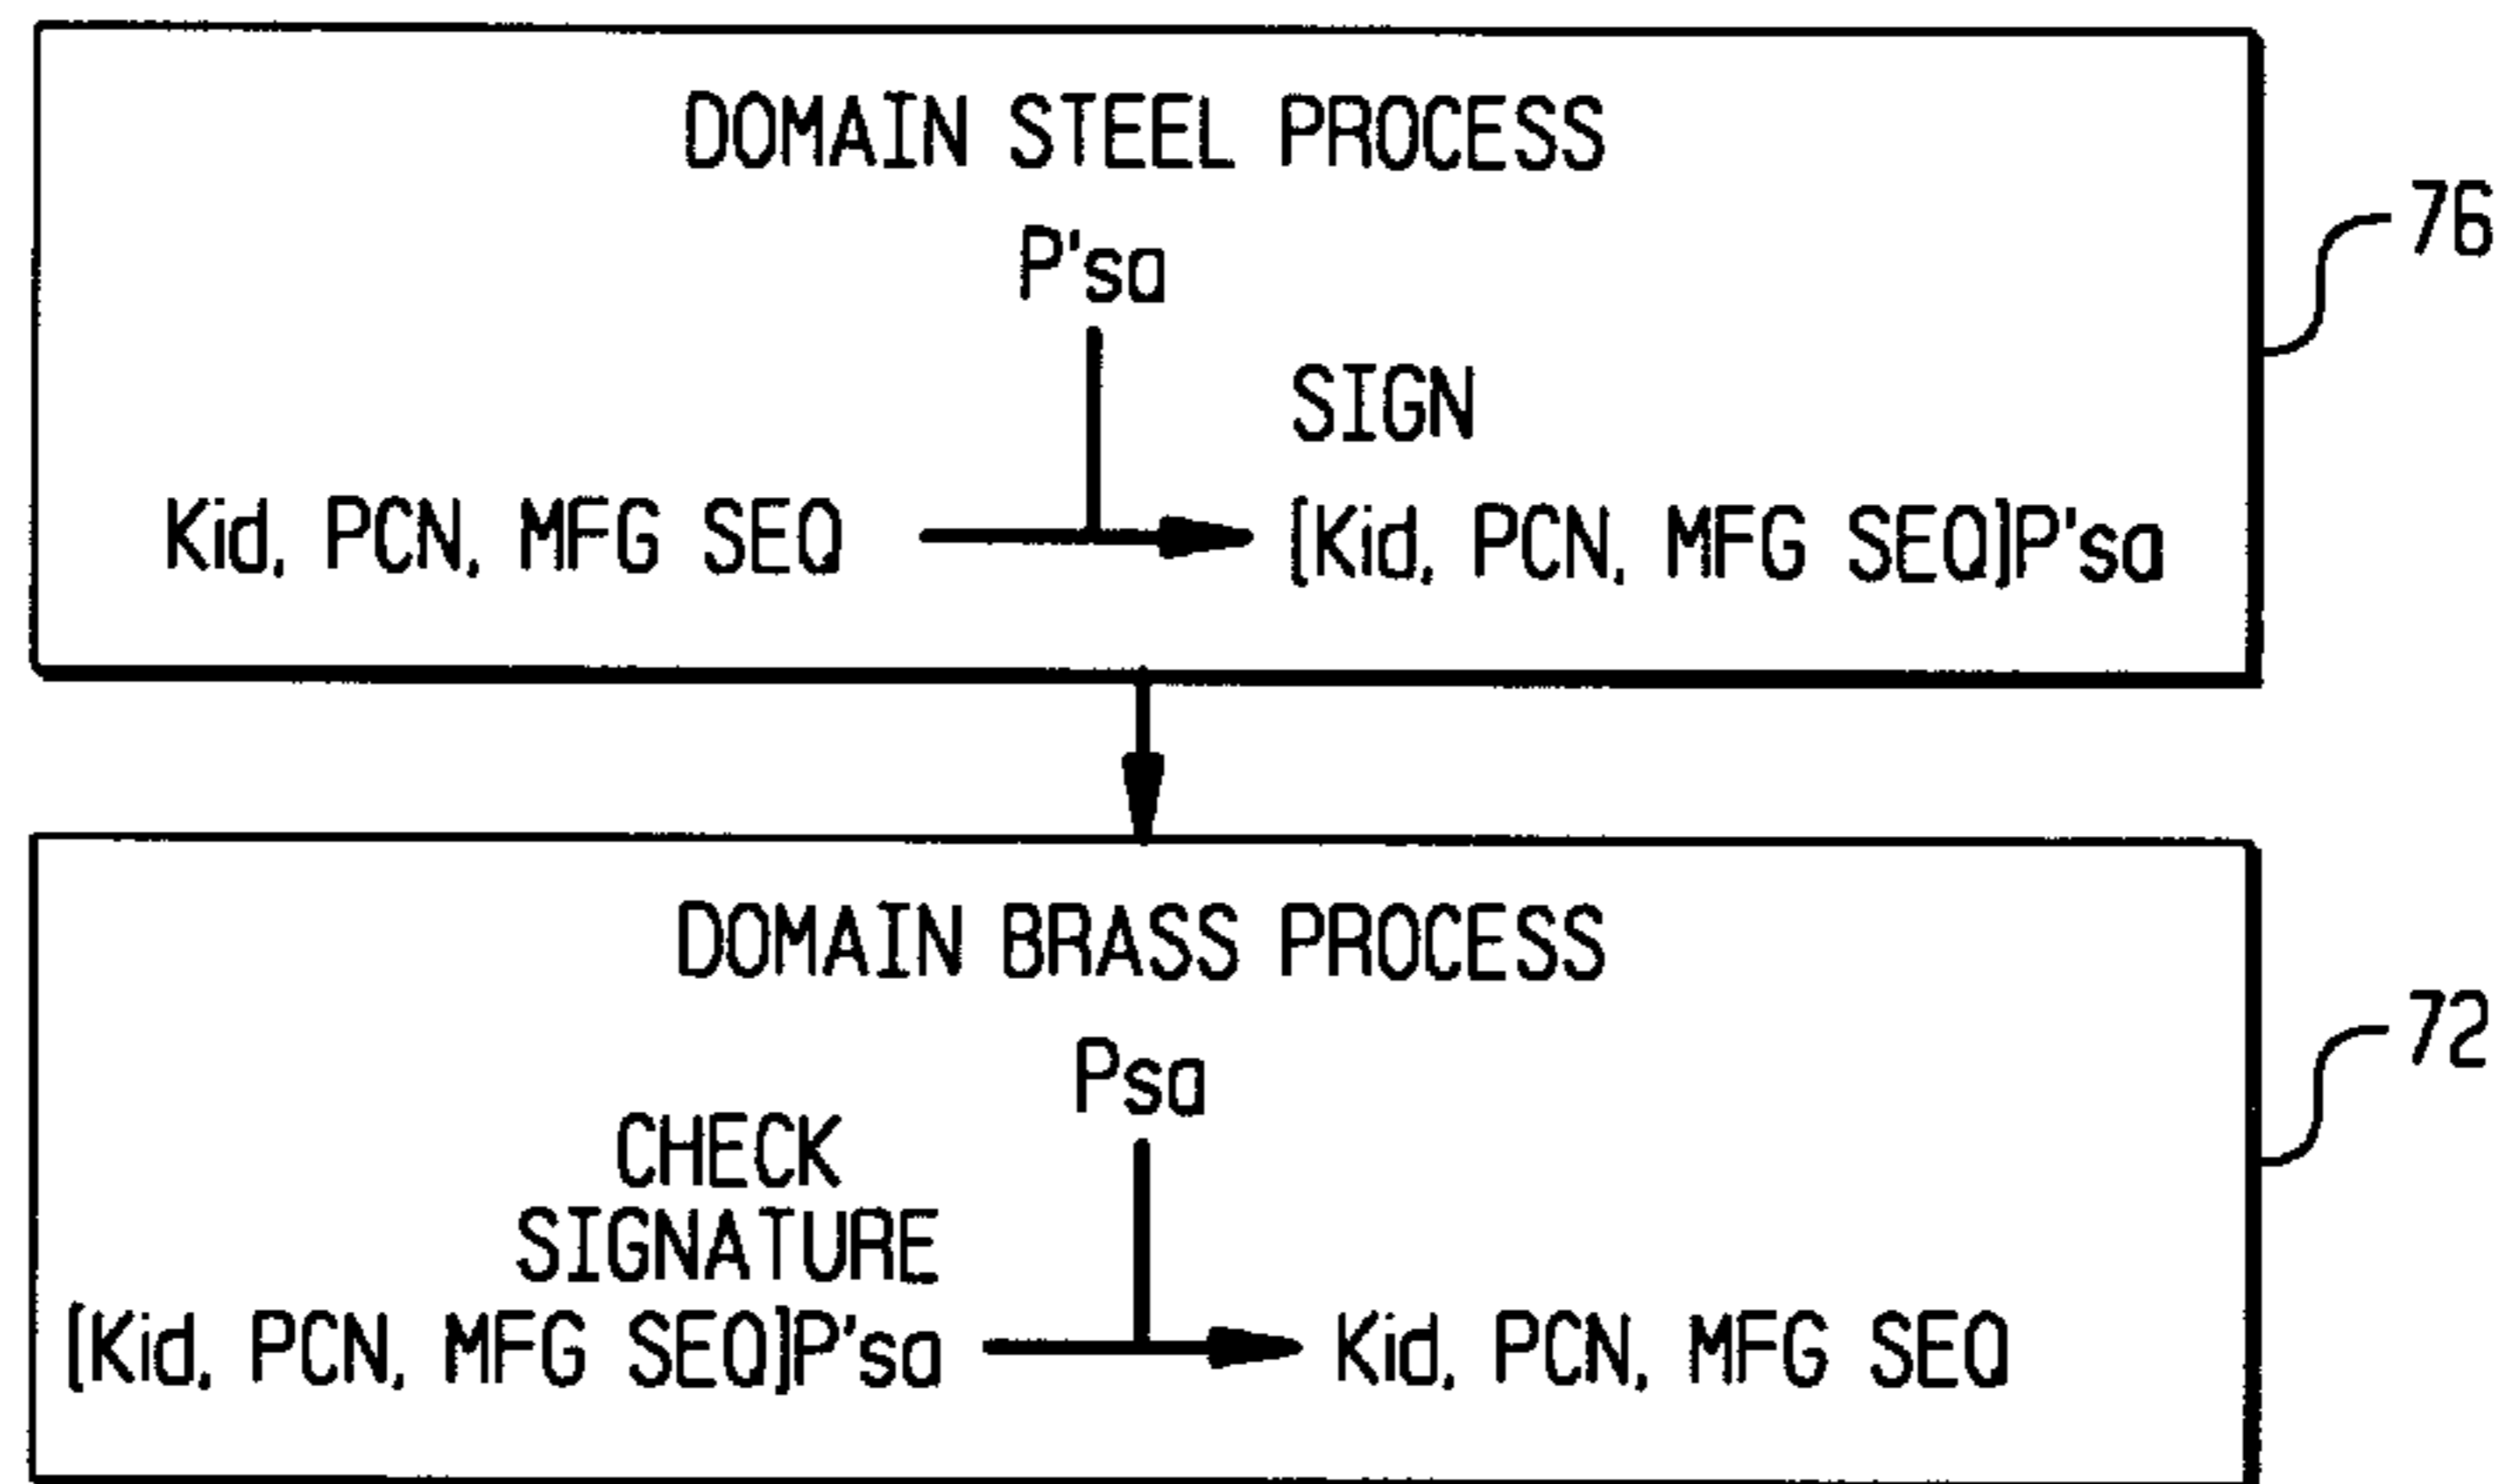 DOMAIN STEEL PROCESS
76
P'sa
SIGN
Kid, PCN, MFG SEQ
[Kid, PCN, MFG SEQ]P'sa
DOMAIN BRASS PROCESS
72
Psa
CHECK
SIGNATURE
[Kid, PCN, MFG SEQ]P'sa
Kid, PCN, MFG SEQ